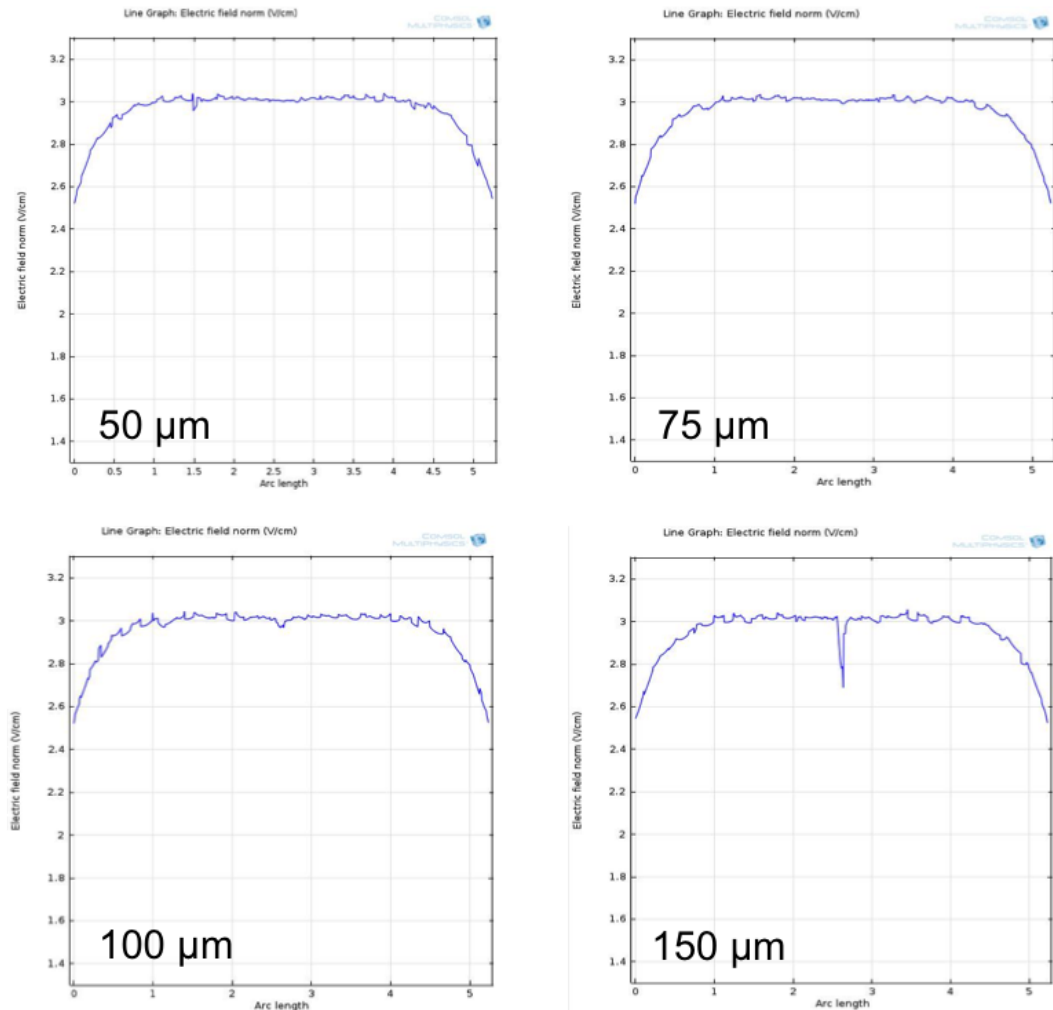 Line Graph: Electric field norm (V/cm)
COMSOL
MULTIPHYSICS
Electric field norm (V/cm)
3.2
3
2.8
2.6
2.4
2.2
2
1.8
1.6
1.4
50 µm
0 0.5 1 1.5 2 2.5 3 3.5 4 4.5 5
Arc length
Line Graph: Electric field norm (V/cm)
COMSOL
MULTIPHYSICS
Electric field norm (V/cm)
3.2
3
2.8
2.6
2.4
2.2
2
1.8
1.6
1.4
75 µm
0 1 2 3 4 5
Arc length
Line Graph: Electric field norm (V/cm)
COMSOL
MULTIPHYSICS
Electric field norm (V/cm)
3.2
3
2.8
2.6
2.4
2.2
2
1.8
1.6
1.4
100 µm
0 1 2 3 4 5
Arc length
Line Graph: Electric field norm (V/cm)
COMSOL
MULTIPHYSICS
Electric field norm (V/cm)
3.2
3
2.8
2.6
2.4
2.2
2
1.8
1.6
1.4
150 µm
0 1 2 3 4 5
Arc length